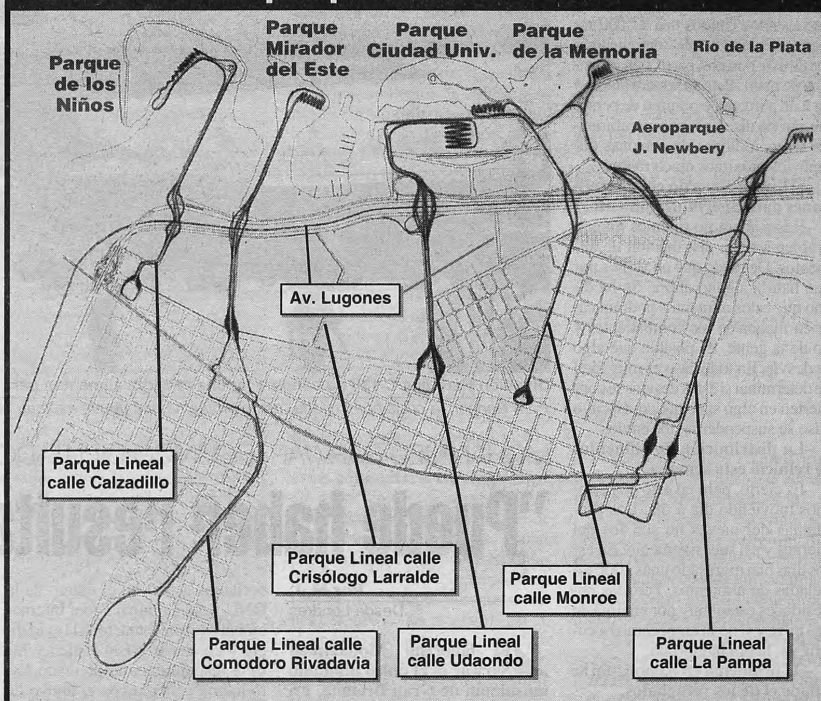 Parque
de los
Niños
Parque
Mirador
del Este
Parque
Ciudad Univ.
Parque
de la Memoria
Río de la Plata
Aeroparque
J. Newbery
Av. Lugones
Parque Lineal
calle Calzadillo
Parque Lineal calle
Crisólogo Larralde
Parque Lineal
calle Monroe
Parque Lineal calle
Comodoro Rivadavia
Parque Lineal
calle Udaondo
Parque Lineal
calle La Pampa